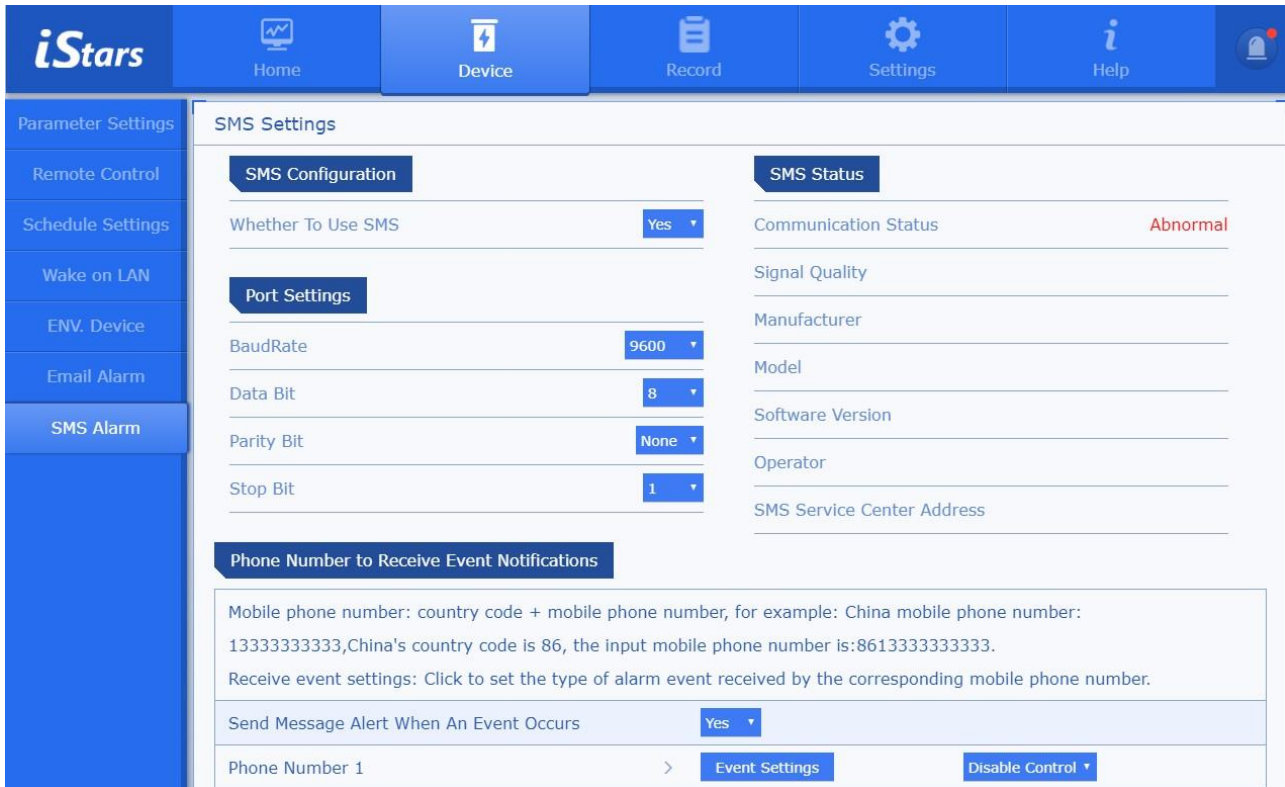 iStars
Home
Device
Record
Settings
Help
Parameter Settings
Remote Control
Schedule Settings
Wake on LAN
ENV. Device
Email Alarm
SMS Alarm
SMS Settings
SMS Configuration
Whether To Use SMS Yes
Port Settings
BaudRate 9600
Data Bit 8
Parity Bit None
Stop Bit 1
SMS Status
Communication Status Abnormal
Signal Quality
Manufacturer
Model
Software Version
Operator
SMS Service Center Address
Phone Number to Receive Event Notifications
Mobile phone number: country code + mobile phone number, for example: China mobile phone number:
13333333333,China's country code is 86, the input mobile phone number is:8613333333333.
Receive event settings: Click to set the type of alarm event received by the corresponding mobile phone number.
Send Message Alert When An Event Occurs Yes
Phone Number 1 > Event Settings Disable Control